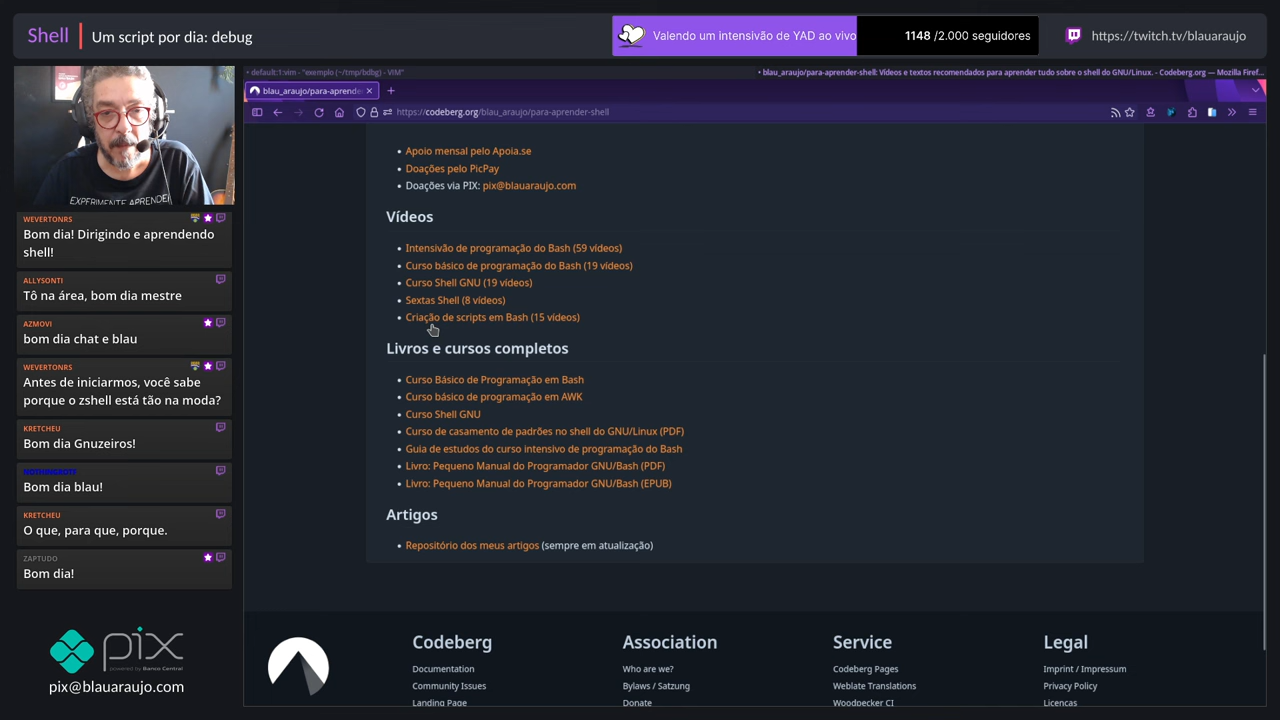 Shell
Um script por dia: debug
Valendo um intensivão de YAD ao vivo
1148 /2.000 seguidores
https://twitch.tv/blauaraujo
EXPERIMENTE APRENDER
WEVERTONRS
Bom dia! Dirigindo e aprendendo
shell!
ALLYSONTI
Tô na área, bom dia mestre
AZMOVI
bom dia chat e blau
WEVERTONRS
Antes de iniciarmos, você sabe
porque o zshell está tão na moda?
KRETCHEU
Bom dia Gnuzeiros!
Bom dia blau!
KRETCHEU
O que, para que, porque.
ZAPTUDO
Bom dia!
pix
powered by Banco Central
pix@blauaraujo.com
• default:1:vim - "exemplo (~/tmp/bdbg) - VIM"
• blau_araujo/para-aprender-shell: Vídeos e textos recomendados para aprender tudo sobre o shell do GNU/Linux. - Codeberg.org — Mozilla Firef...
blau_araujo/para-aprende
https://codeberg.org/blau_araujo/para-aprender-shell
• Apoio mensal pelo Apoia.se
• Doações pelo PicPay
• Doações via PIX: pix@blauaraujo.com
Vídeos
• Intensivão de programação do Bash (59 vídeos)
• Curso básico de programação do Bash (19 vídeos)
• Curso Shell GNU (19 vídeos)
• Sextas Shell (8 vídeos)
• Criação de scripts em Bash (15 vídeos)
Livros e cursos completos
• Curso Básico de Programação em Bash
• Curso básico de programação em AWK
• Curso Shell GNU
• Curso de casamento de padrões no shell do GNU/Linux (PDF)
• Guia de estudos do curso intensivo de programação do Bash
• Livro: Pequeno Manual do Programador GNU/Bash (PDF)
• Livro: Pequeno Manual do Programador GNU/Bash (EPUB)
Artigos
• Repositório dos meus artigos (sempre em atualização)
Codeberg
Documentation
Community Issues
Landing Page
Association
Who are we?
Bylaws / Satzung
Donate
Service
Codeberg Pages
Weblate Translations
Woodpecker CI
Legal
Imprint / Impressum
Privacy Policy
Licenças